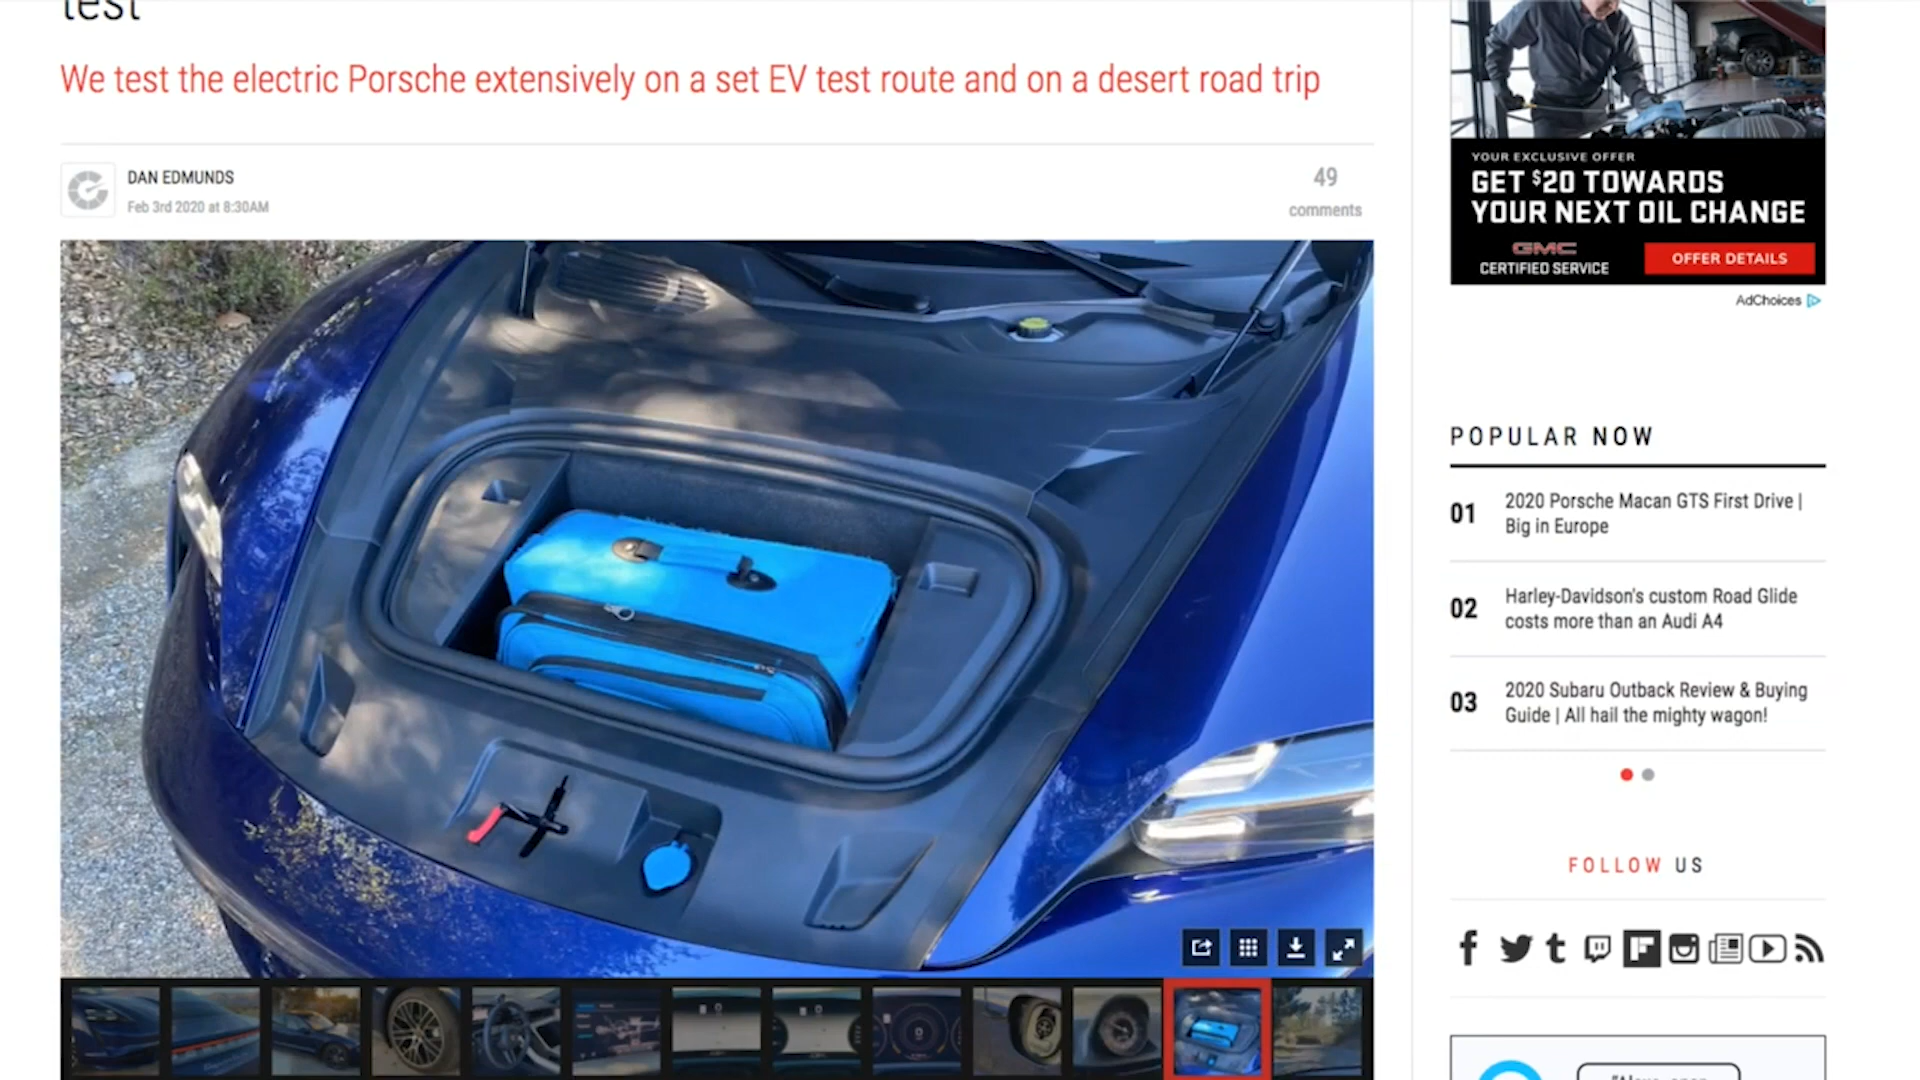 test
We test the electric Porsche extensively on a set EV test route and on a desert road trip
DAN EDMUNDS
Feb 3rd 2020 at 8:30AM
49
comments
YOUR EXCLUSIVE OFFER
GET $20 TOWARDS
YOUR NEXT OIL CHANGE
GMC
CERTIFIED SERVICE
OFFER DETAILS
AdChoices
POPULAR NOW
01
2020 Porsche Macan GTS First Drive |
Big in Europe
02
Harley-Davidson's custom Road Glide
costs more than an Audi A4
03
2020 Subaru Outback Review & Buying
Guide | All hail the mighty wagon!
FOLLOW US